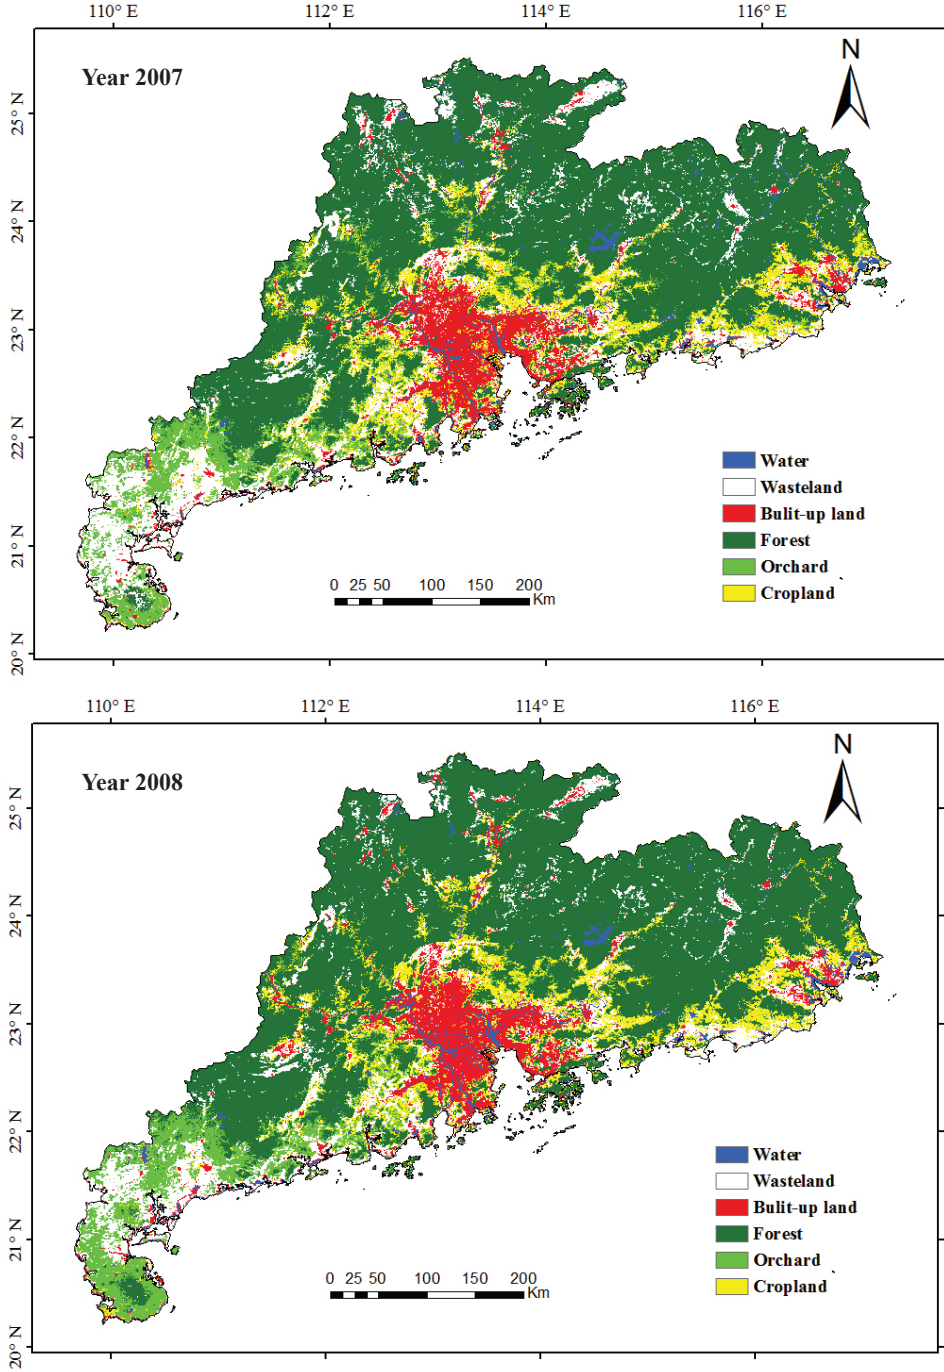 110° E 112° E 114° E 116° E
Year 2007
N
25° N
24° N
23° N
22° N
21° N
20° N
Water
Wasteland
Bulit-up land
Forest
Orchard
Cropland
0 25 50 100 150 200
Km
110° E 112° E 114° E 116° E
Year 2008
N
25° N
24° N
23° N
22° N
21° N
20° N
Water
Wasteland
Bulit-up land
Forest
Orchard
Cropland
0 25 50 100 150 200
Km